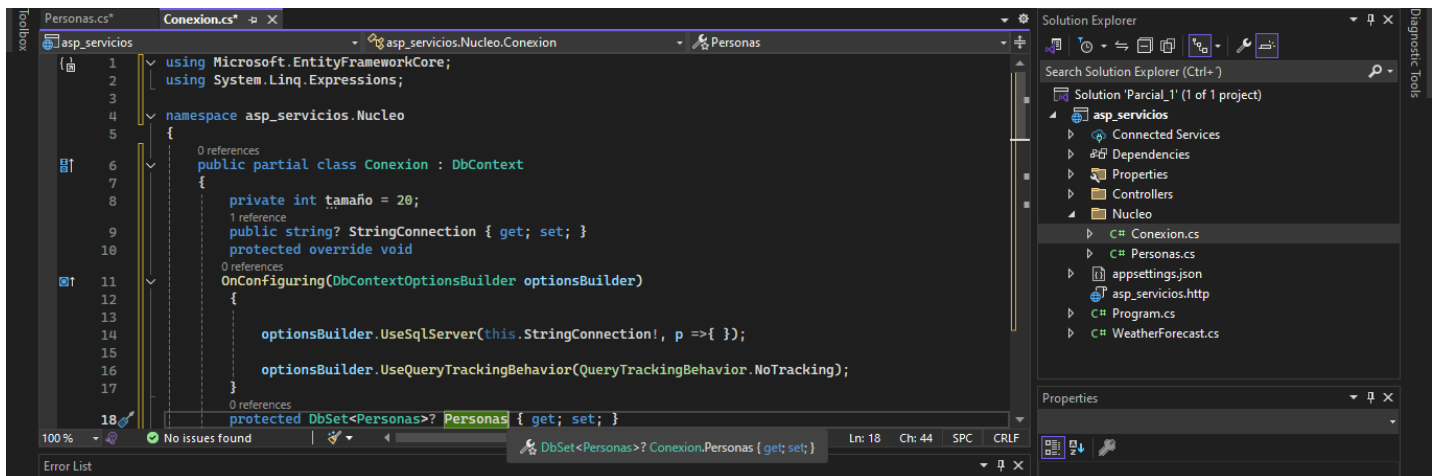 Toolbox
Personas.cs*
Conexion.cs*
asp_servicios
asp_servicios.Nucleo.Conexion
Personas
1 using Microsoft.EntityFrameworkCore;
2 using System.Linq.Expressions;
3
4 namespace asp_servicios.Nucleo
5 {
0 references
6 public partial class Conexion : DbContext
7 {
8 private int tamaño = 20;
1 reference
9 public string? StringConnection { get; set; }
10 protected override void
0 references
11 OnConfiguring(DbContextOptionsBuilder optionsBuilder)
12 {
13
14 optionsBuilder.UseSqlServer(this.StringConnection!, p =>{ });
15
16 optionsBuilder.UseQueryTrackingBehavior(QueryTrackingBehavior.NoTracking);
17 }
0 references
18 protected DbSet<Personas>? Personas { get; set; }
100 %
No issues found
DbSet<Personas>? Conexion.Personas { get; set; }
Ln: 18 Ch: 44 SPC CRLF
Error List
Solution Explorer
Search Solution Explorer (Ctrl+´)
Solution 'Parcial_1' (1 of 1 project)
asp_servicios
Connected Services
Dependencies
Properties
Controllers
Nucleo
C# Conexion.cs
C# Personas.cs
appsettings.json
asp_servicios.http
C# Program.cs
C# WeatherForecast.cs
Properties
Diagnostic Tools